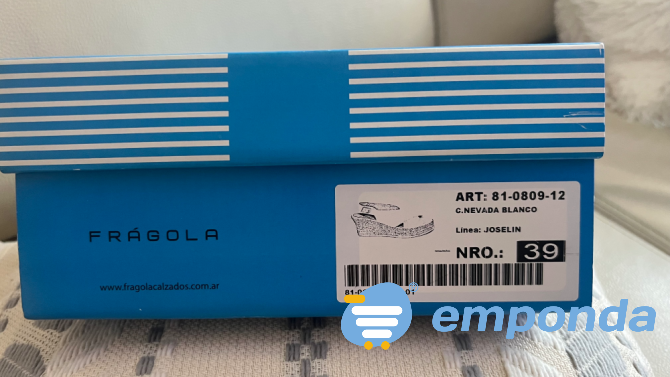 FRÁGOLA
www.fragolacalzados.com.ar
ART: 81-0809-12
C.NEVADA BLANCO
Linea: JOSELIN
NRO.: 39
emponda